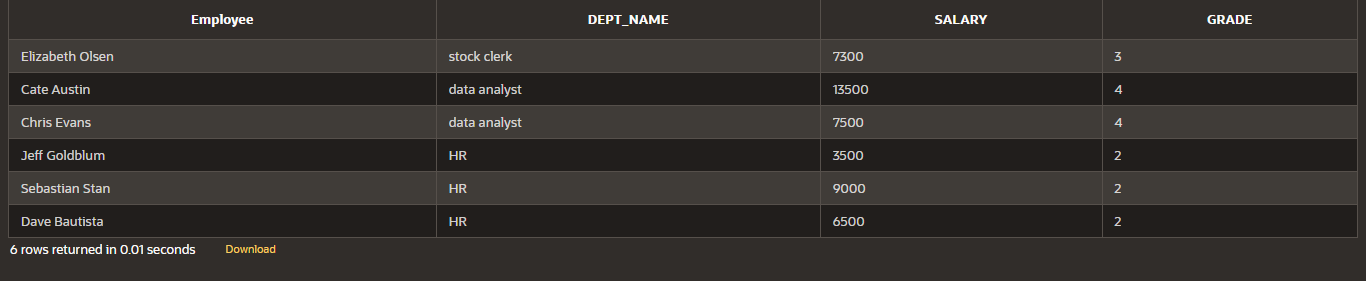 Employee DEPT_NAME SALARY GRADE
Elizabeth Olsen stock clerk 7300 3
Cate Austin data analyst 13500 4
Chris Evans data analyst 7500 4
Jeff Goldblum HR 3500 2
Sebastian Stan HR 9000 2
Dave Bautista HR 6500 2
6 rows returned in 0.01 seconds Download